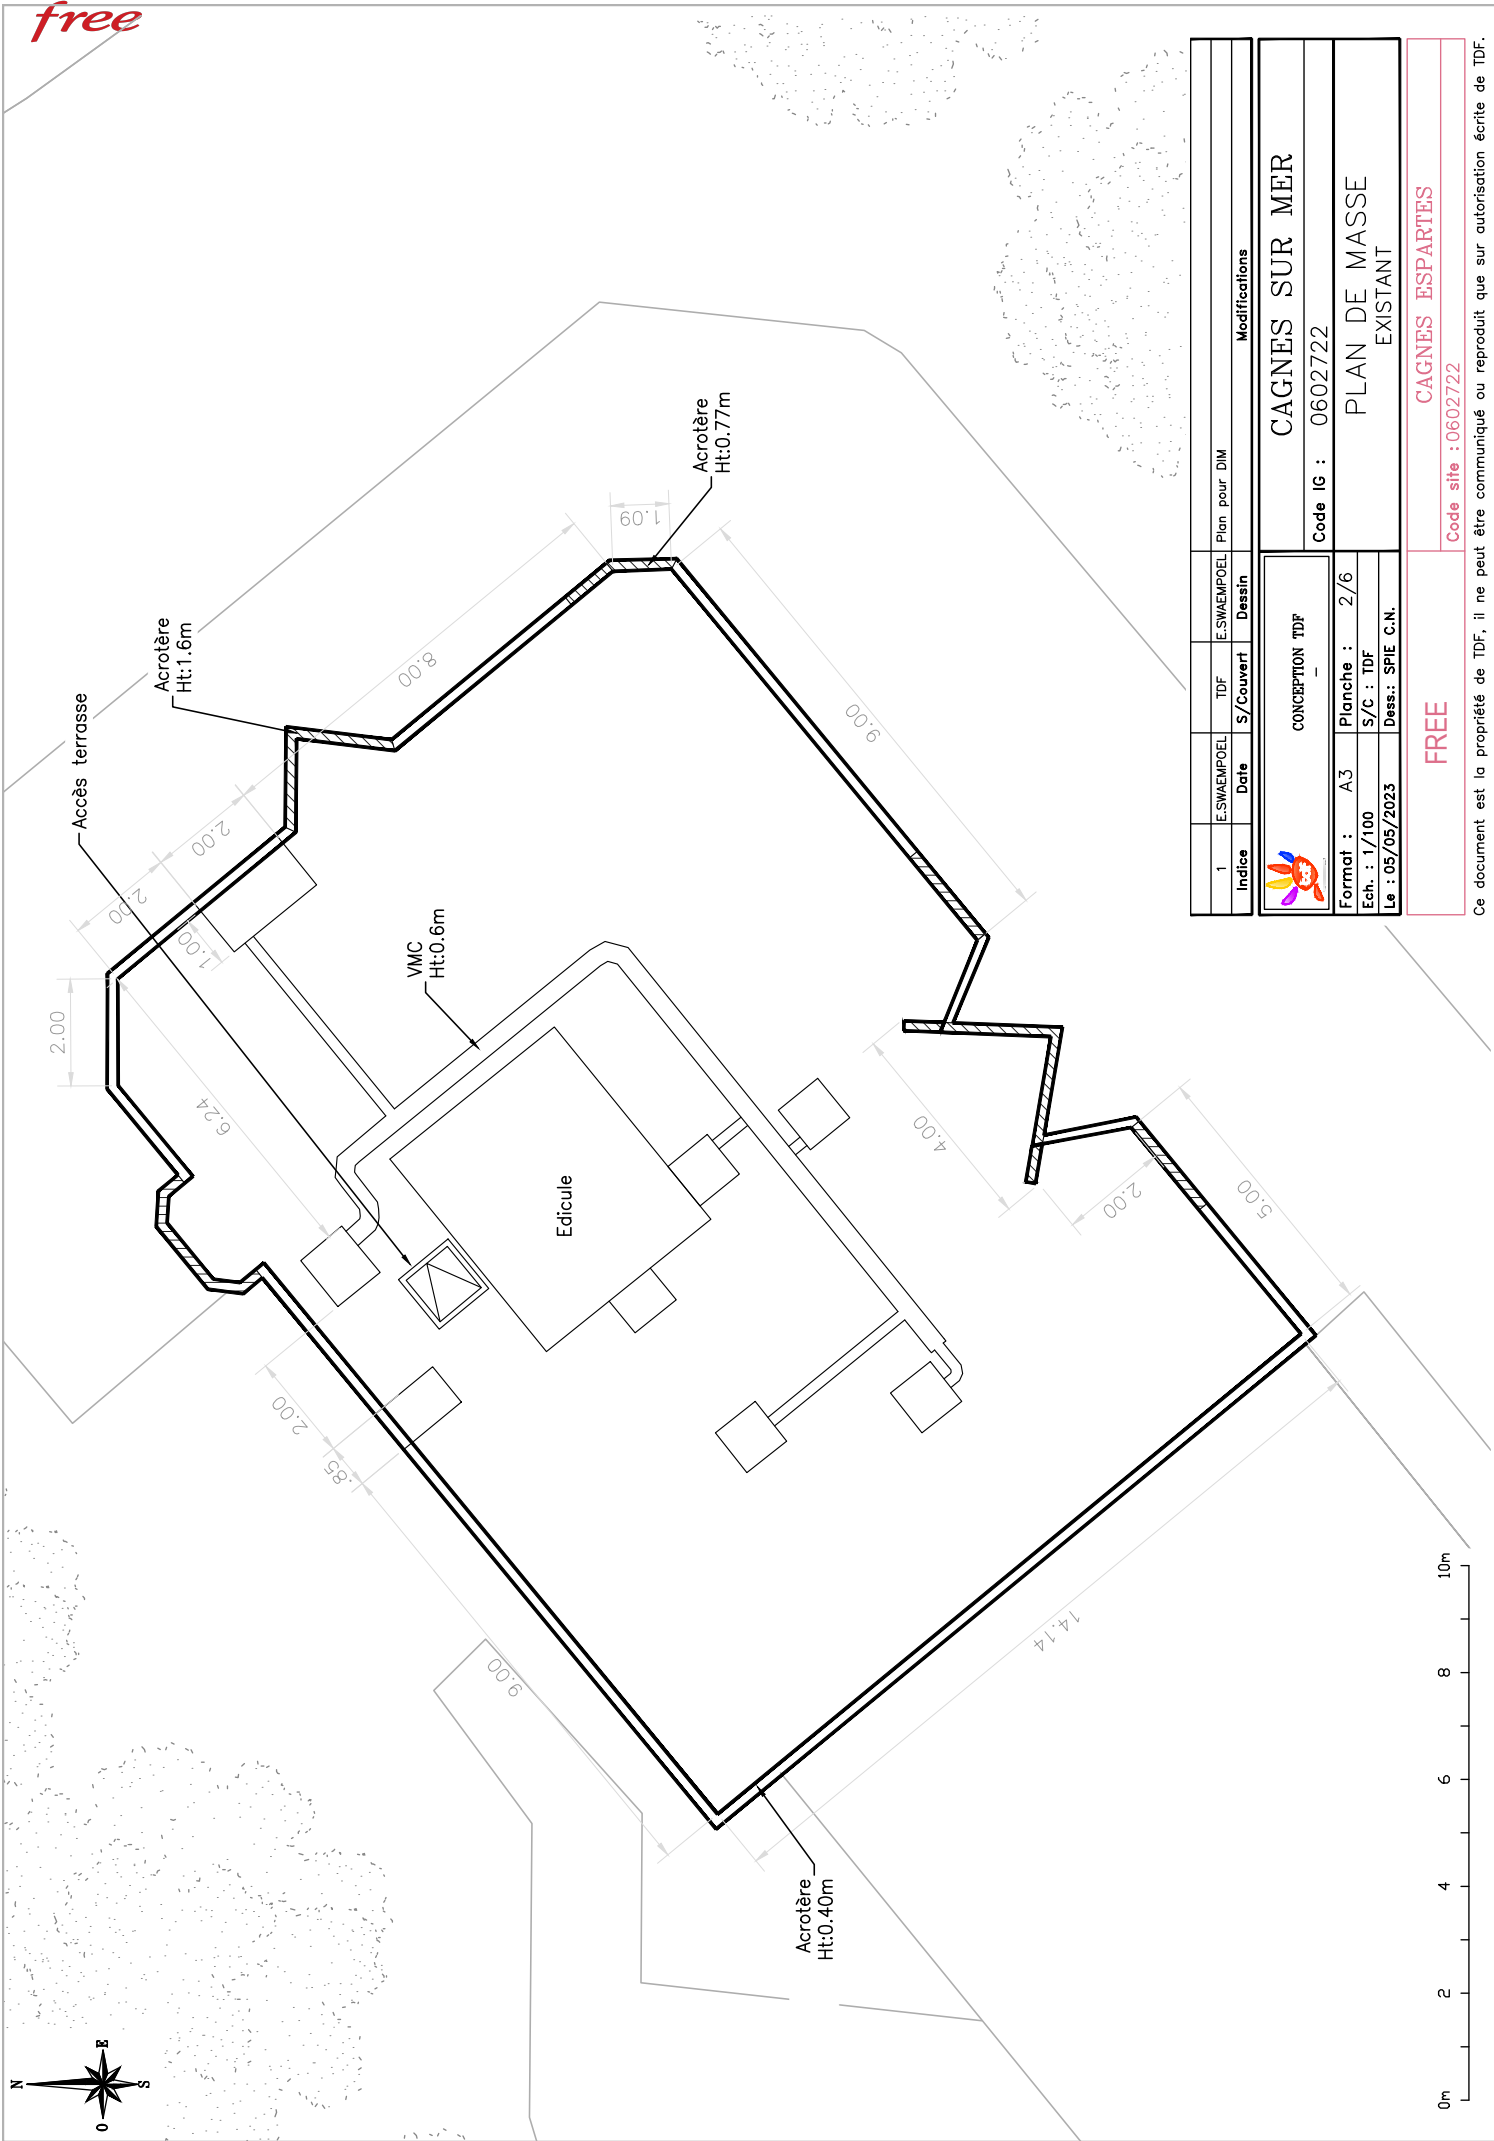 free
Accès terrasse
Acrotère
Ht:1.6m
Acrotère
Ht:0.77m
VMC
Ht:0.6m
Edicule
Acrotère
Ht:0.40m
2.00
2.00
2.00
1.00
6.24
8.00
1.09
9.00
4.00
2.00
5.00
14.14
9.00
.85
2.00
N
E
S
O
0m 2 4 6 8 10m
1 E.SWAEMPOEL TDF E.SWAEMPOEL Plan pour DIM
Indice Date S/Couvert Dessin Modifications
CONCEPTION TDF
-
CAGNES SUR MER
Code IG : 0602722
Format : A3 Planche : 2/6
Ech. : 1/100 S/C : TDF
Le : 05/05/2023 Dess.: SPIE C.N.
PLAN DE MASSE
EXISTANT
FREE
CAGNES ESPARTES
Code site : 0602722
Ce document est la propriété de TDF, il ne peut être communiqué ou reproduit que sur autorisation écrite de TDF.